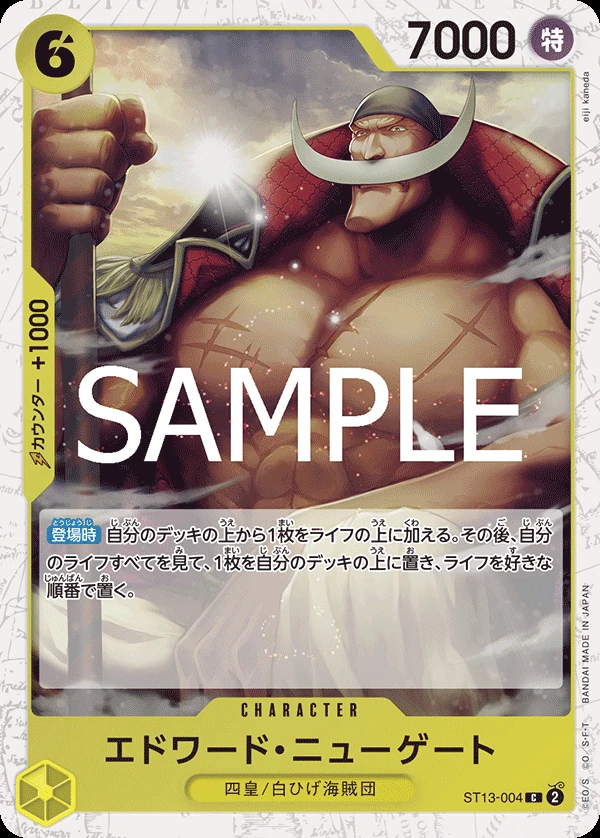 6
7000
特
eiji kaneda
カウンター +1000
SAMPLE
登場時 自分のデッキの上から1枚をライフの上に加える。その後、自分
のライフすべてを見て、1枚を自分のデッキの上に置き、ライフを好きな
順番で置く。
CHARACTER
エドワード・ニューゲート
四皇/白ひげ海賊団
ST13-004 C 2
©E.O./S. ©O. S-F-T BANDAI MADE IN JAPAN